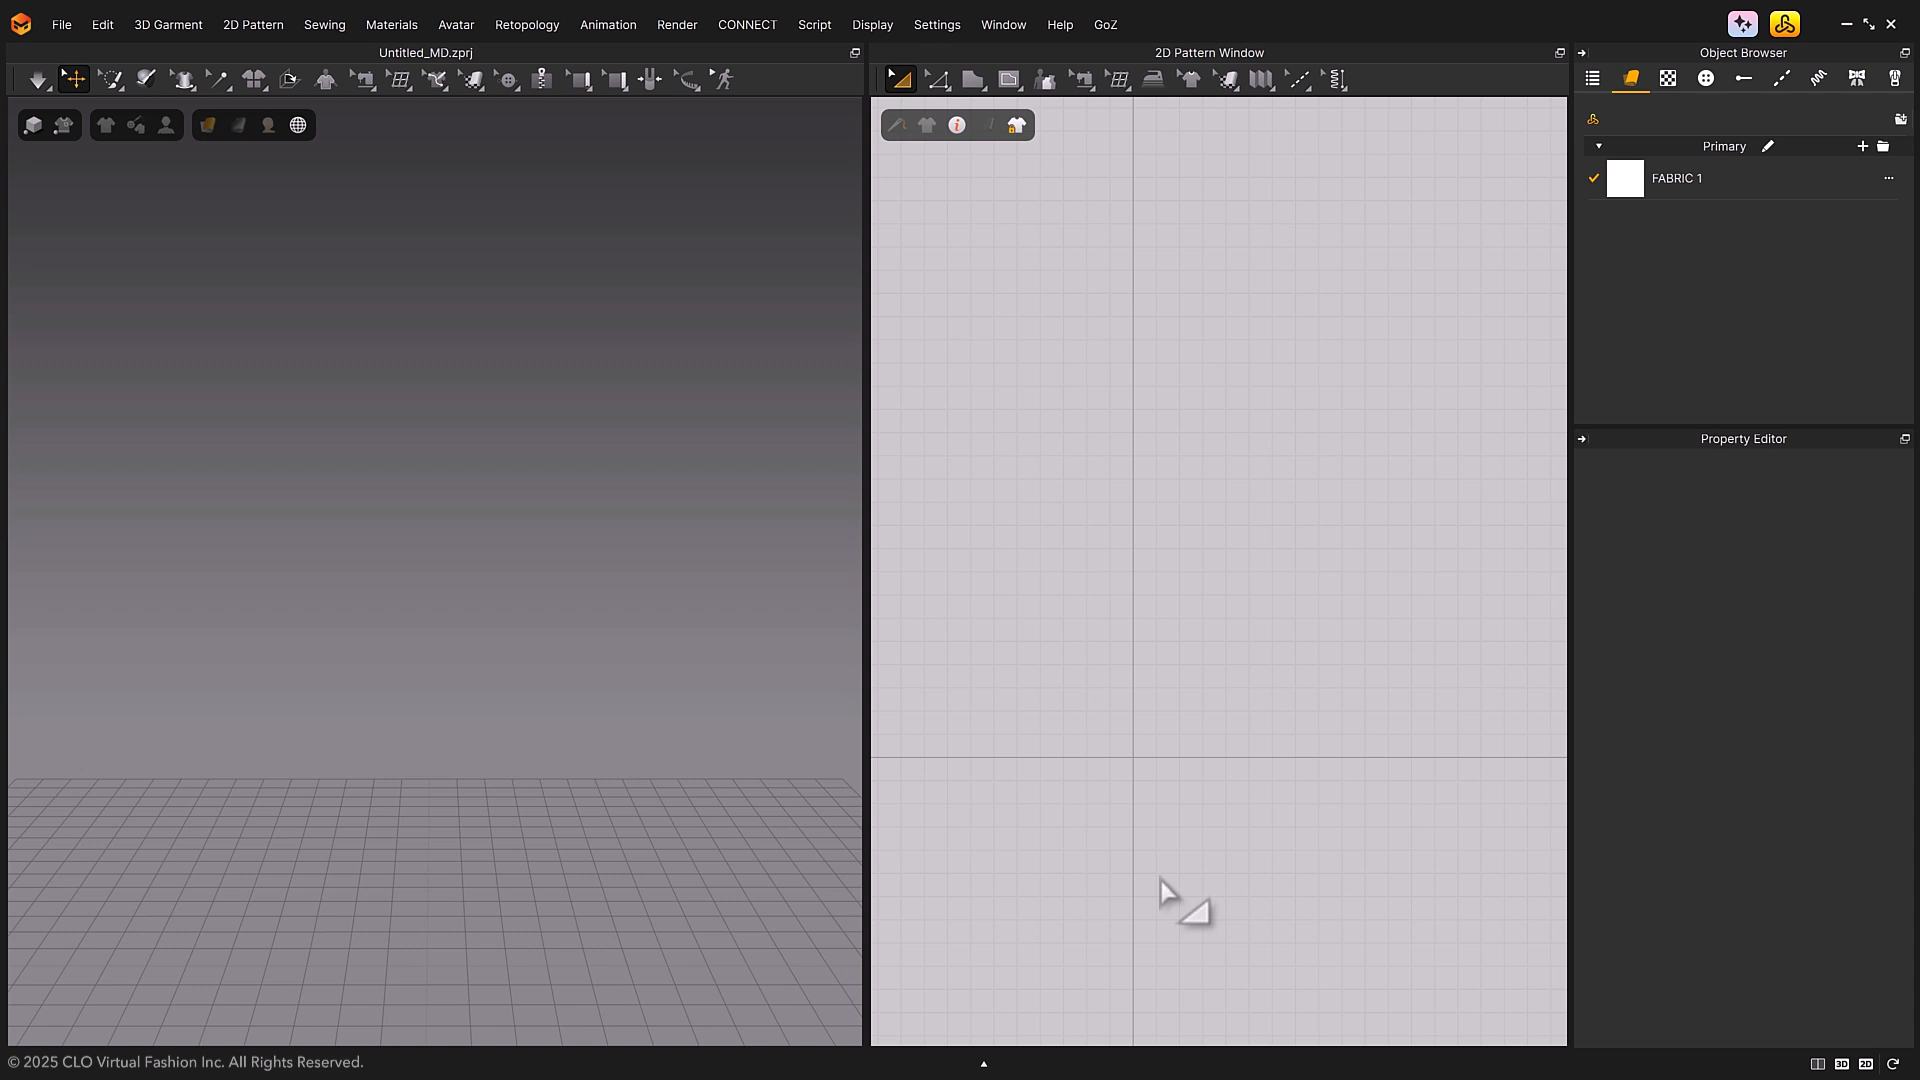 File Edit 3D Garment 2D Pattern Sewing Materials Avatar Retopology Animation Render CONNECT Script Display Settings Window Help GoZ
Untitled_MD.zprj
2D Pattern Window
Object Browser
Primary
FABRIC 1
Property Editor
© 2025 CLO Virtual Fashion Inc. All Rights Reserved.
3D 2D